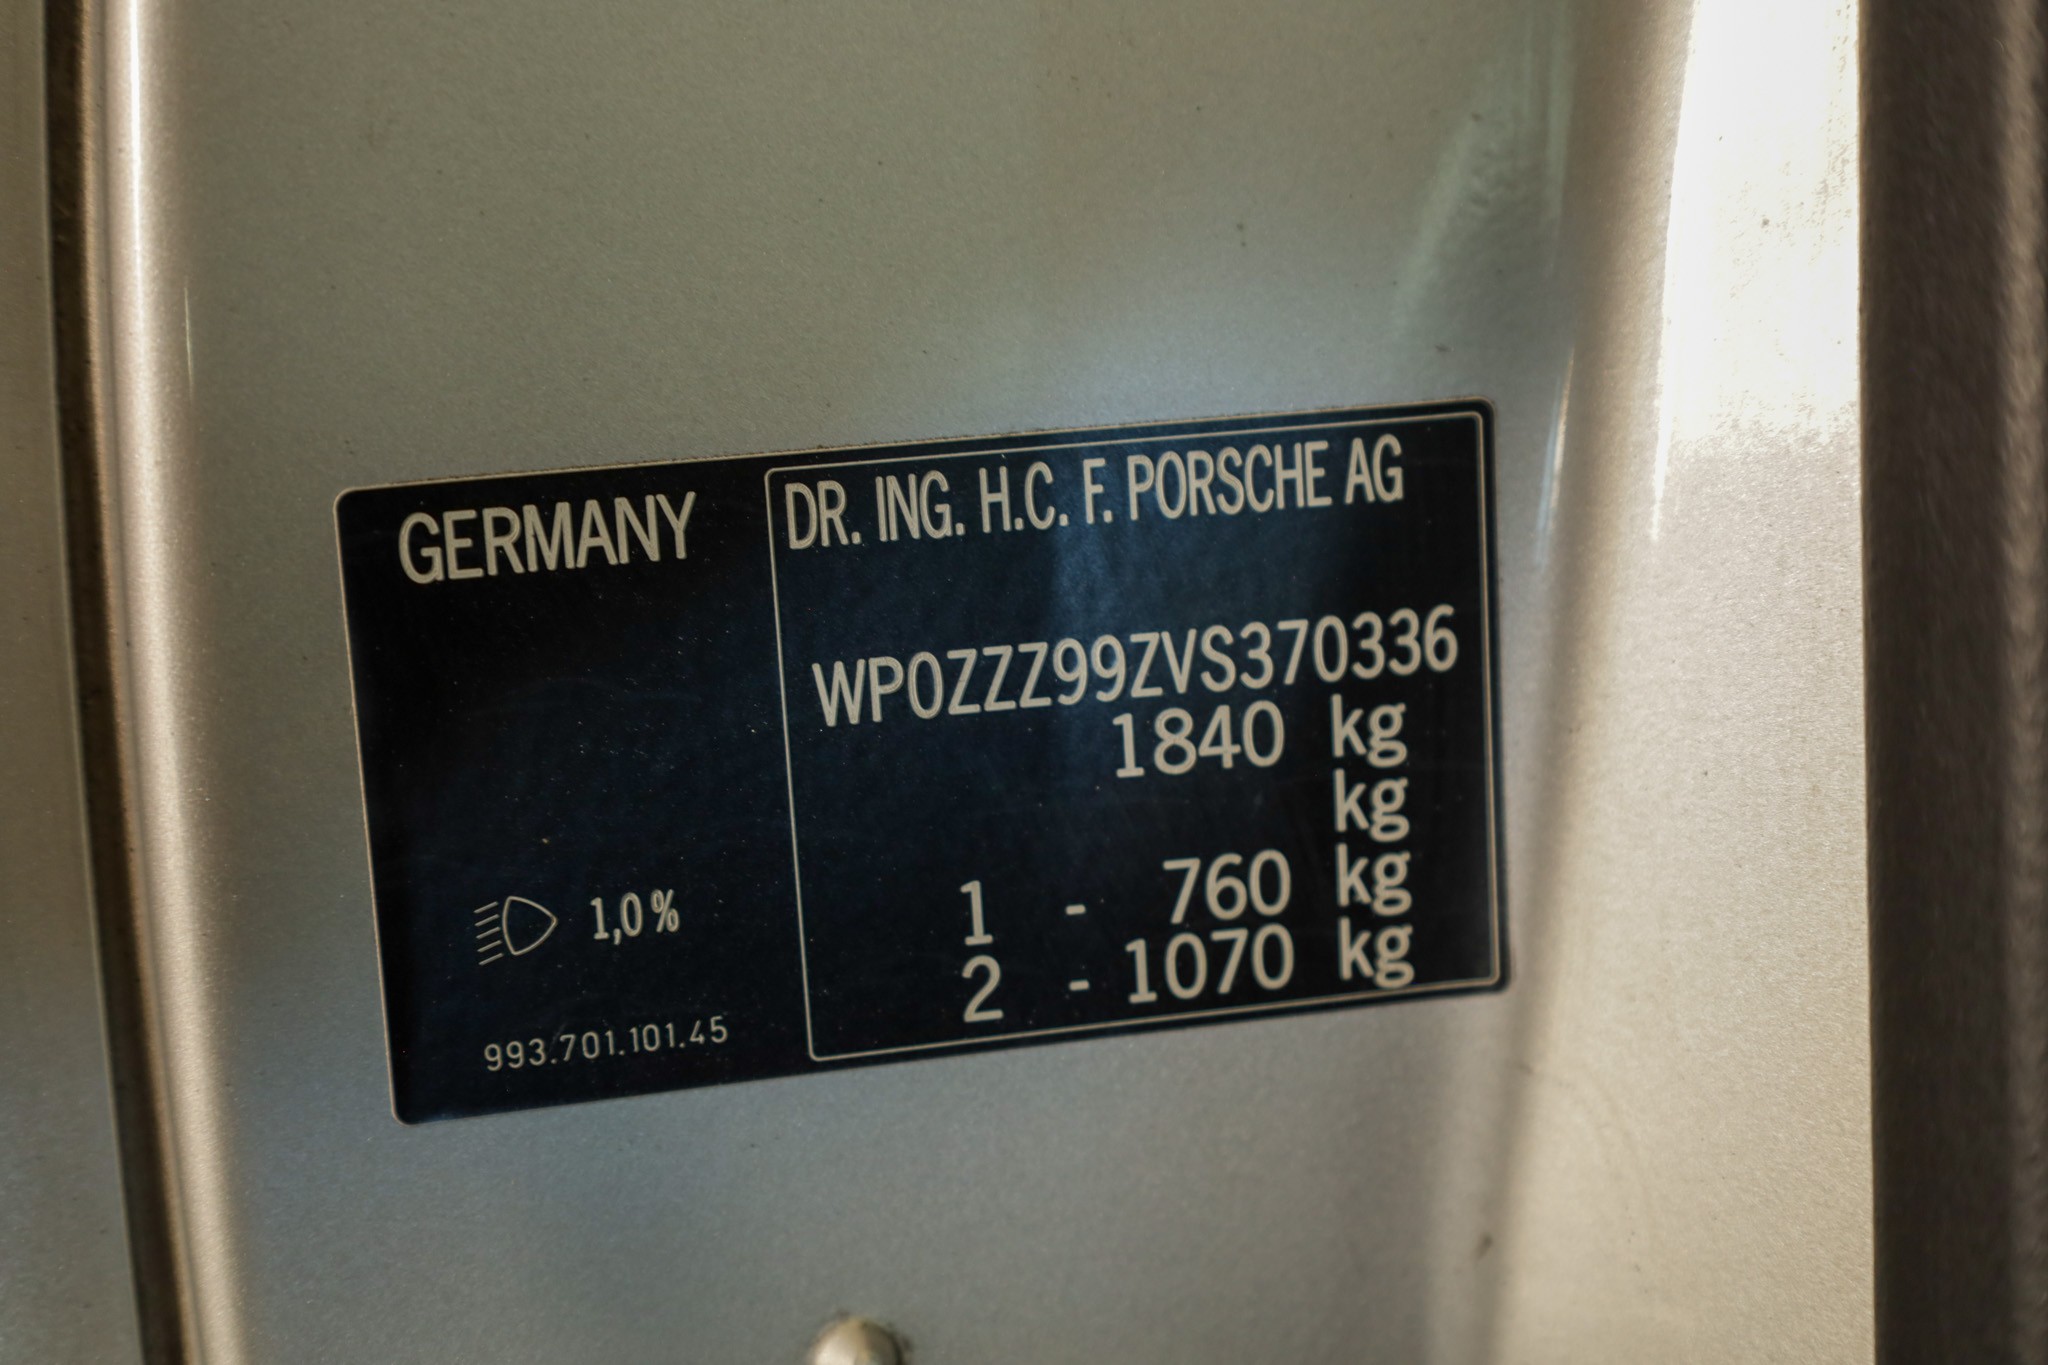 GERMANY
DR. ING. H.C. F. PORSCHE AG
WP0ZZZ99ZVS370336
1840 kg
kg
1 - 760 kg
2 - 1070 kg
1,0 %
993.701.101.45